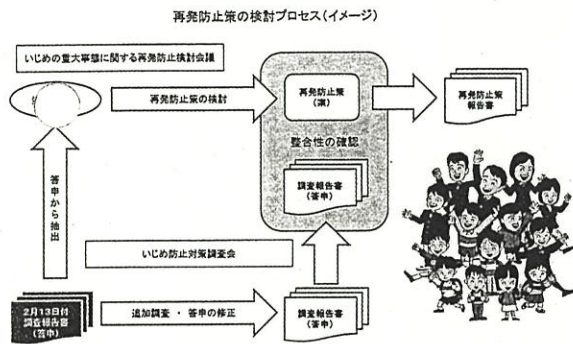 再発防止策の検討プロセス(イメージ)
いじめの重大事態に関する再発防止検討会議
再発防止策の検討
再発防止策
(案)
再発防止策
報告書
整合性の確認
調査報告書
(答申)
答申から抽出
いじめ防止対策調査会
2月13日付
調査報告書
(答申)
追加調査・答申の修正
調査報告書
(答申)